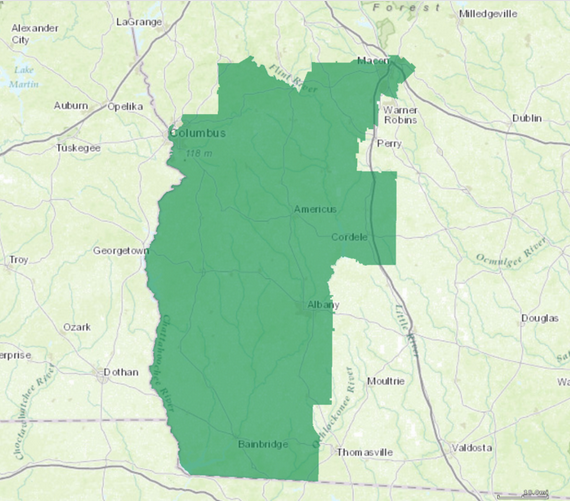 Forest
LaGrange
Milledgeville
Alexander
City
Macon
Lake
Martin
Flint River
Auburn
Opelika
Warner
Robins
Dublin
Columbus
Tuskegee
Perry
118 m
Americus
Cordele
Georgetown
Troy
Ocmulgee River
Albany
Little River
Douglas
Ozark
Chattahoochee River
erprise
Dothan
Choctawhatchee River
Moultrie
Wa
Ochlockonee River
Bainbridge
Thomasville
Valdosta